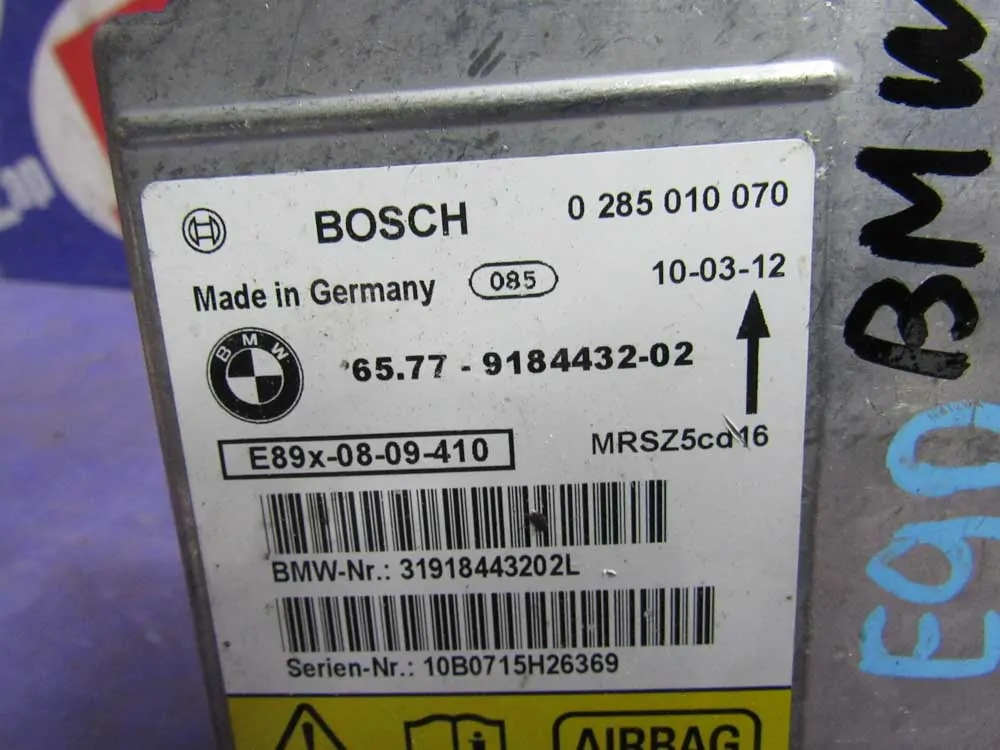 BOSCH 0 285 010 070
Made in Germany 085 10-03-12
BMW 65.77 - 9184432-02
E89x-08-09-410 MRSZ5cd16
BMW-Nr.: 31918443202L
Serien-Nr.: 10B0715H26369
AIRBAG
BMW
E90